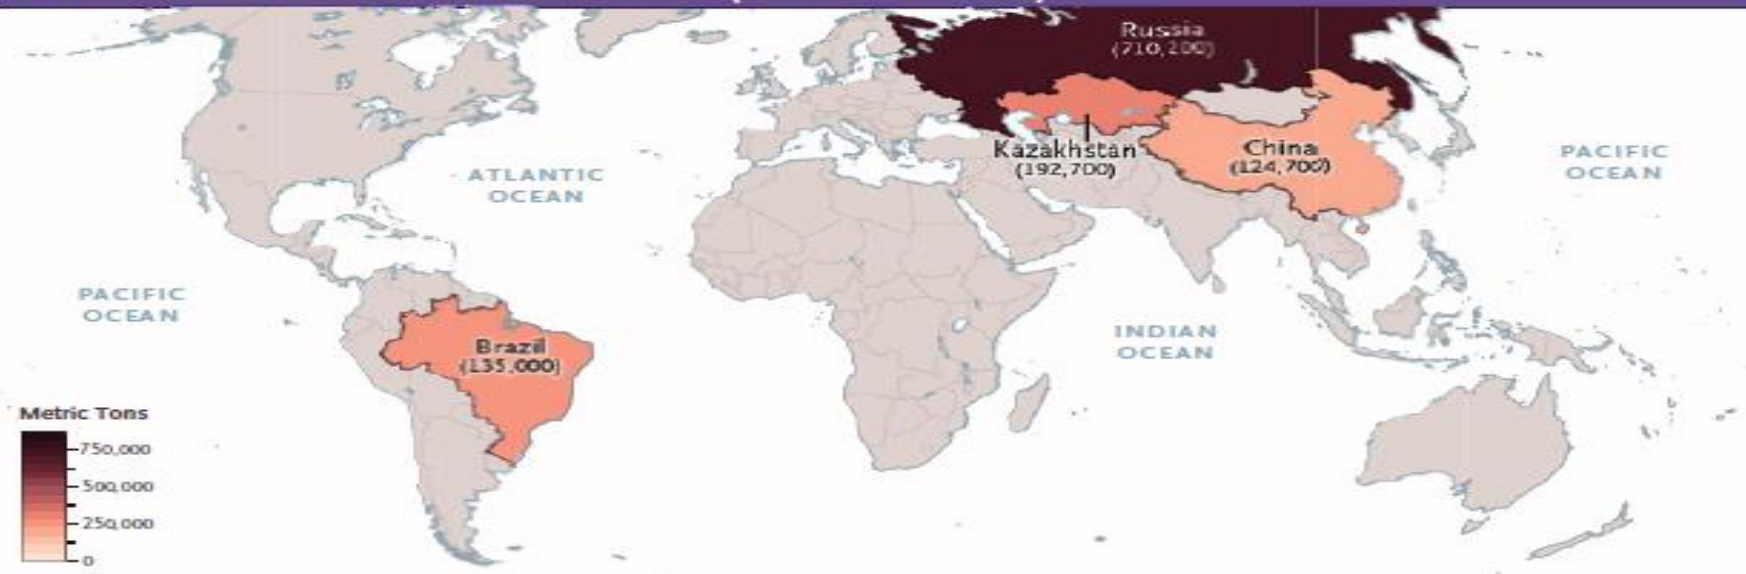 Russia
(710,200)
Kazakhstan
(192,700)
China
(124,700)
ATLANTIC
OCEAN
PACIFIC
OCEAN
PACIFIC
OCEAN
INDIAN
OCEAN
Brazil
(135,000)
Metric Tons
750,000
500,000
250,000
0